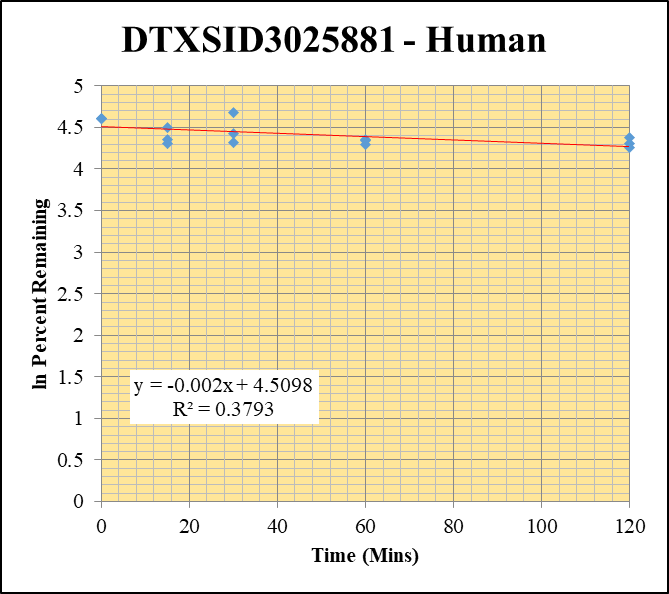 DTXSID3025881 - Human
5
4.5
4
3.5
3
2.5
2
1.5
1
0.5
0
ln Percent Remaining
y = -0.002x + 4.5098
R² = 0.3793
0 20 40 60 80 100 120
Time (Mins)